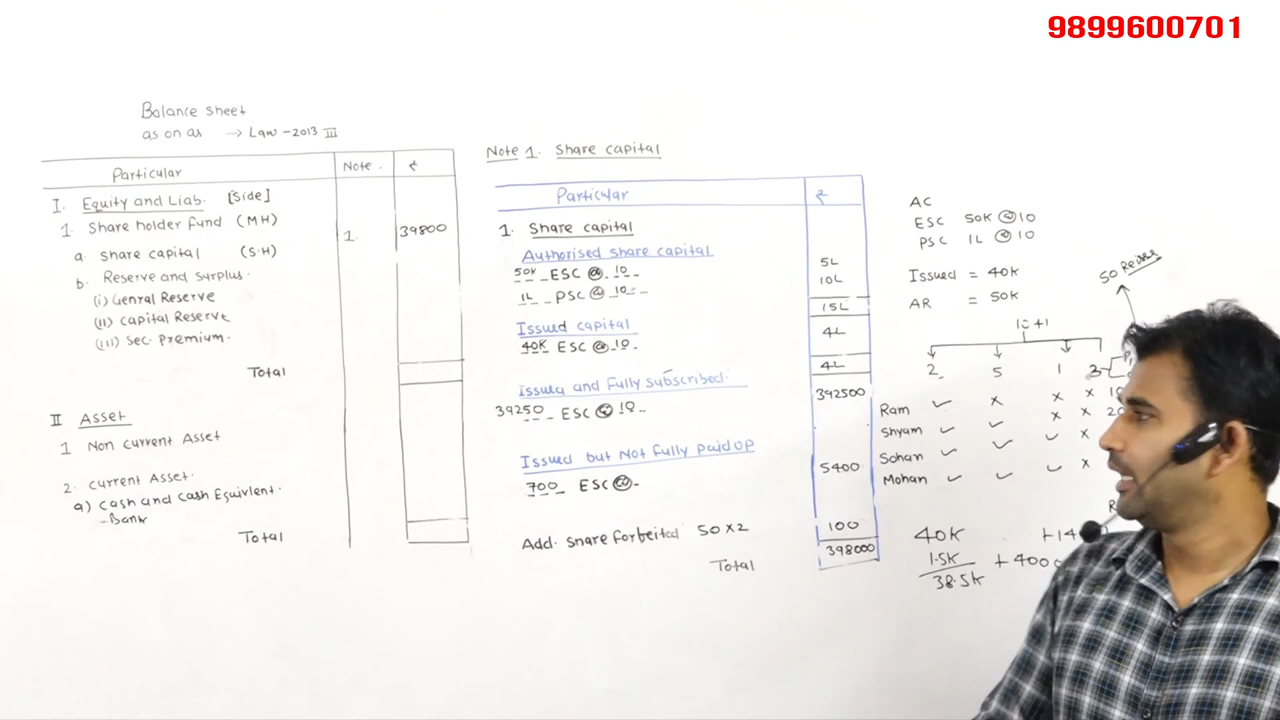 9899600701
Balance sheet
as on as → Law - 2013 III
Particular Note . ₹
I. Equity and Liab. [Side]
1. Share holder fund (MH)
1. 39800
a. share capital (S.H)
b. Reserve and surplus.
(i) Genral Reserve
(II) Capital Reserve
(III) Sec. Premium.
Total
II Asset
1 Non current Asset
2. current Asset.
a) Cash and Cash Equivlent.
- Bank
Total
Note 1. Share capital
Particular ₹
1. Share capital
Authorised share capital
50K ESC @ 10 5L
1L PSC @ 10 10L
15L
Issued capital
40K ESC @ 10 4L
4L
Issued and Fully subscribed.
39250 ESC @ 10 392500
Issued but Not Fully paid up
700 ESC @ 5400
Add. share forbeited 50 x 2 100
Total 398000
AC
ESC 50K @ 10
PSC 1L @ 10
Issued = 40K
AR = 50K
50 Reiss
10 + 1
2 5 1 3
Ram ✓ x x x
Shyam ✓ ✓ x x
Sohan ✓ ✓ ✓ x
Mohan ✓ ✓ ✓ x
40K
1.5K
38.5K
+ 400